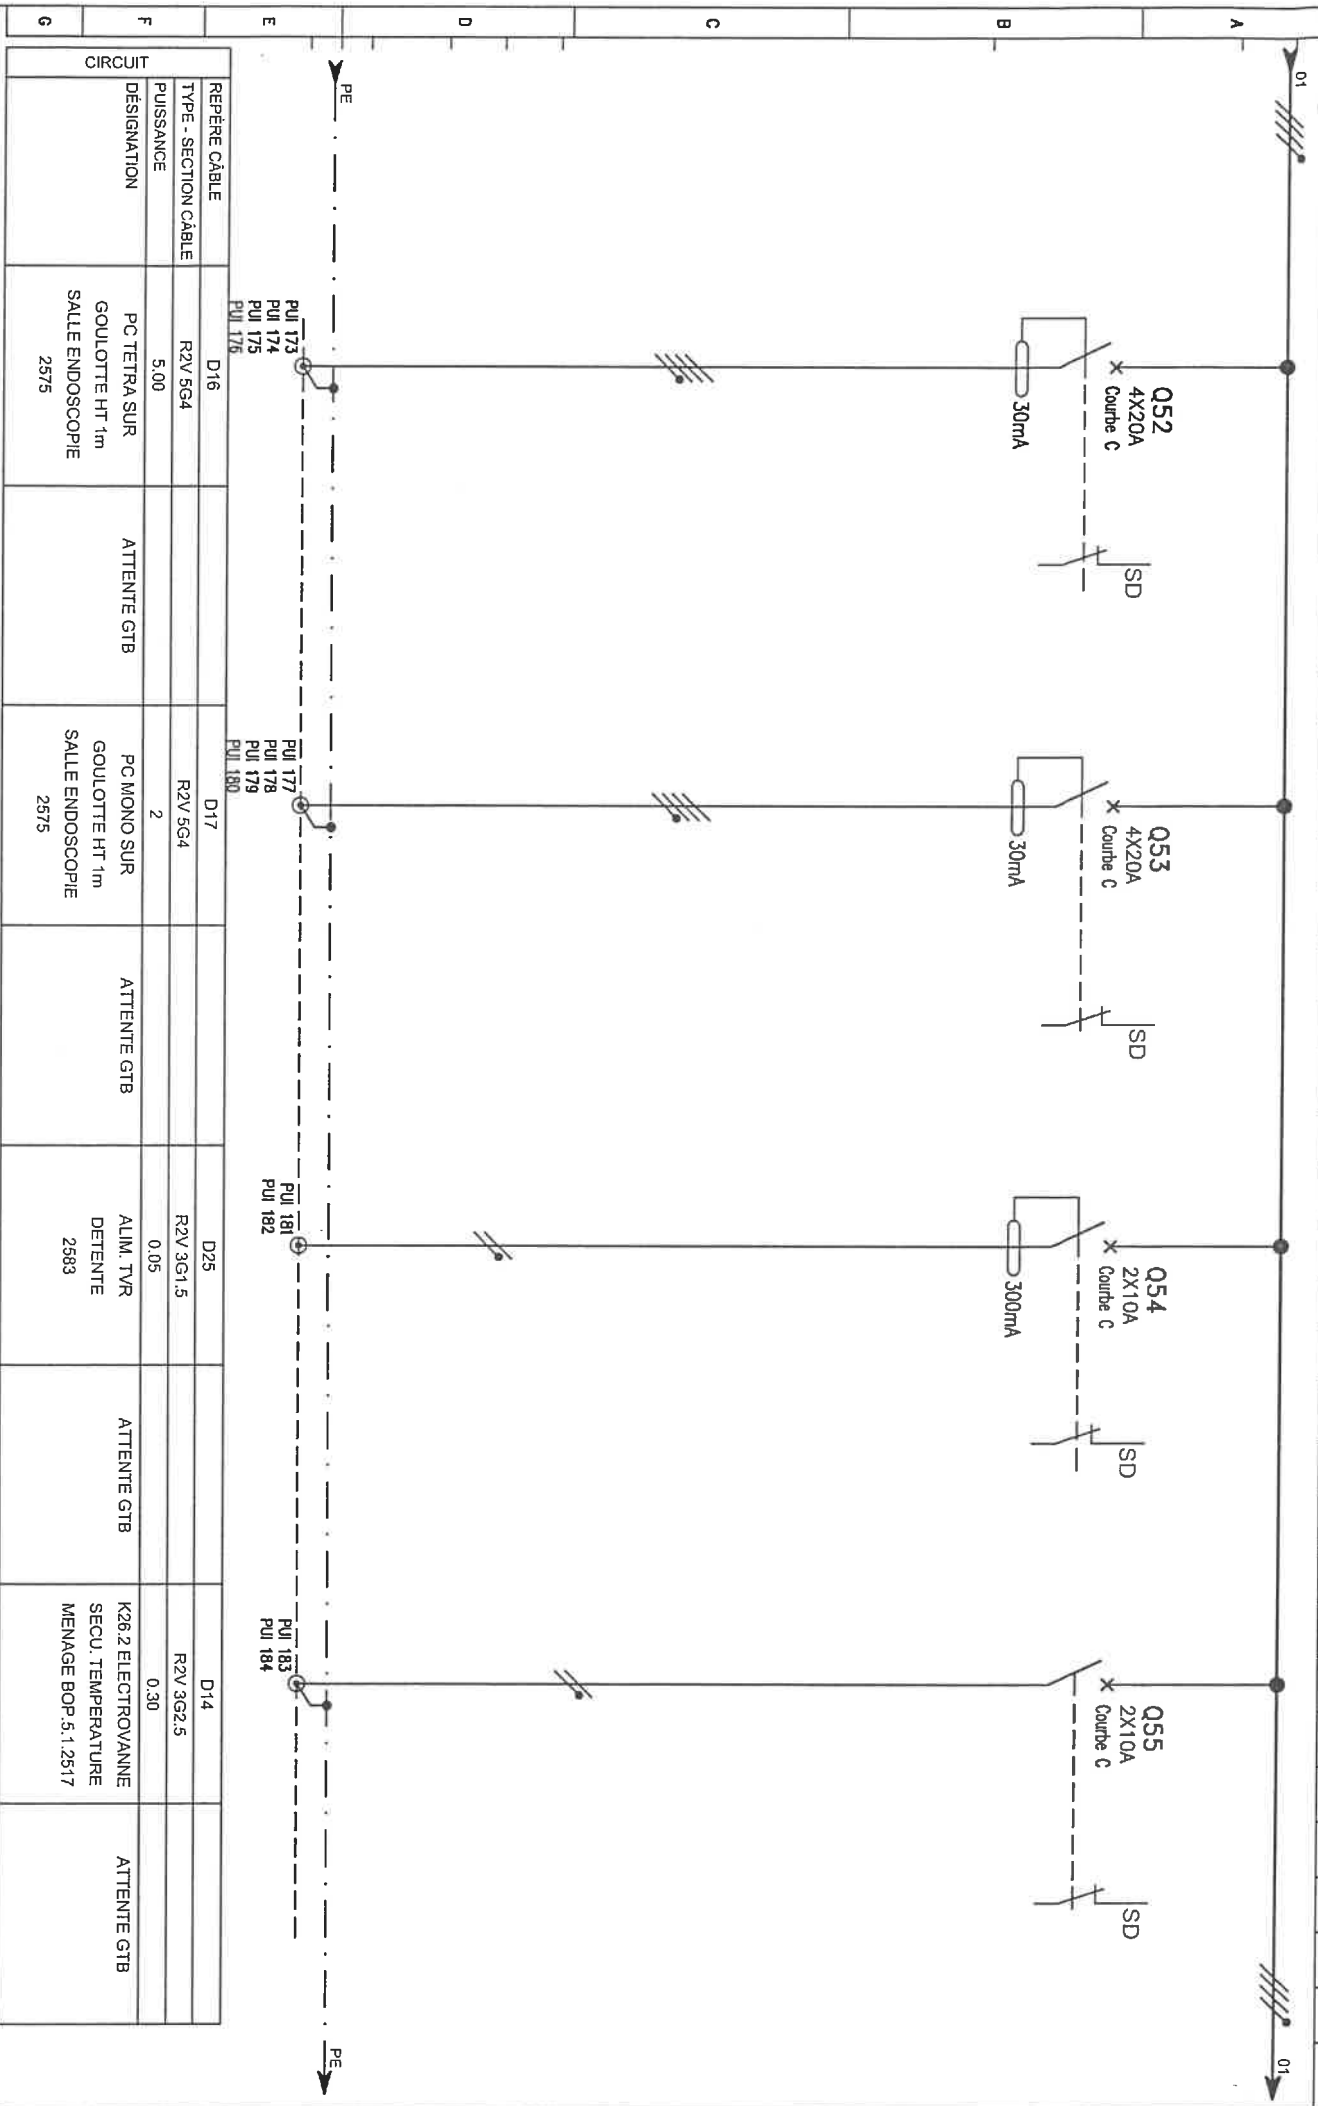 A
B
C
D
E
F
G
01
01
Q52
4X20A
Courbe C
30mA
SD
Q53
4X20A
Courbe C
30mA
SD
Q54
2X10A
Courbe C
300mA
SD
Q55
2X10A
Courbe C
SD
PE
PE
PUI 173
PUI 174
PUI 175
PUI 176
PUI 177
PUI 178
PUI 179
PUI 180
PUI 181
PUI 182
PUI 183
PUI 184
CIRCUIT
REPÈRE CÂBLE D16 D17 D25 D14
TYPE - SECTION CÂBLE R2V 5G4 R2V 5G4 R2V 3G1.5 R2V 3G2.5
PUISSANCE 5.00 2 0.05 0.30
DÉSIGNATION
PC TETRA SUR
GOULOTTE HT 1m
SALLE ENDOSCOPIE
2575
ATTENTE GTB
PC MONO SUR
GOULOTTE HT 1m
SALLE ENDOSCOPIE
2575
ATTENTE GTB
ALIM. TVR
DETENTE
2583
ATTENTE GTB
K26.2 ELECTROVANNE
SECU. TEMPERATURE
MENAGE BOP.5.1.2517
ATTENTE GTB